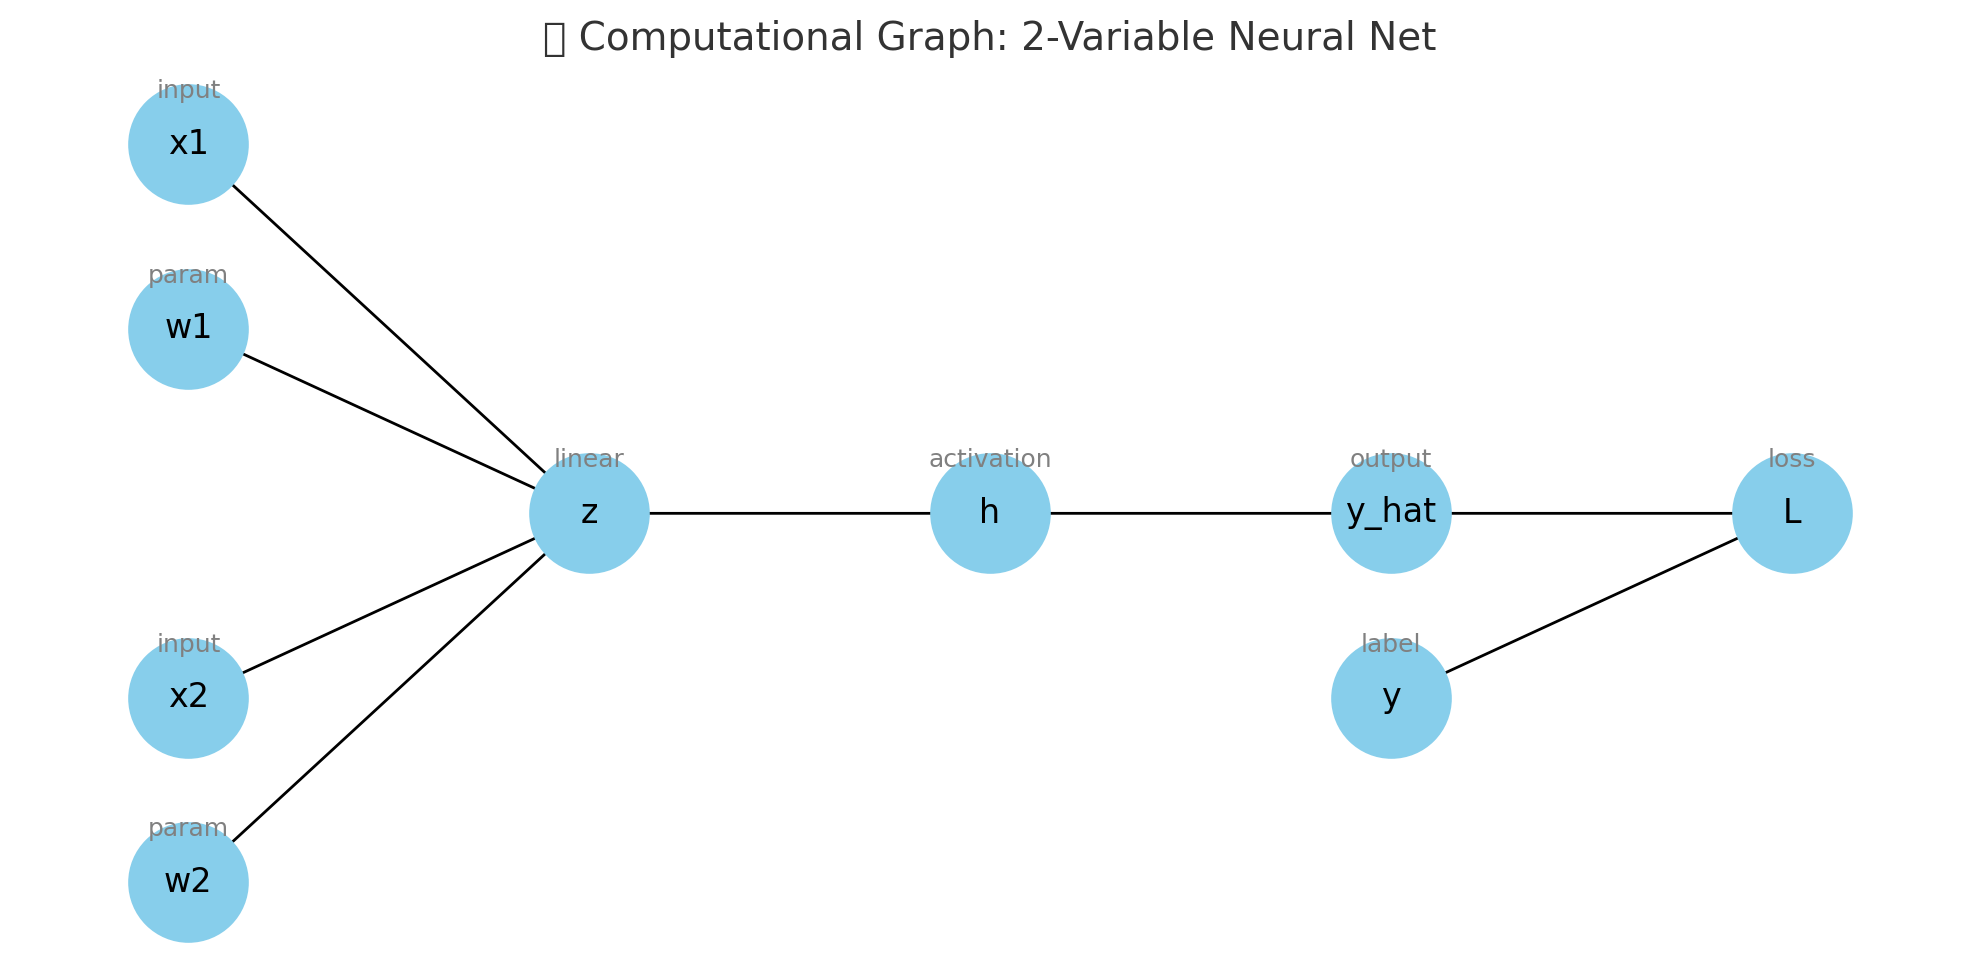 Computational Graph: 2-Variable Neural Net
input
x1
param
w1
linear
z
activation
h
output
y_hat
loss
L
input
x2
label
y
param
w2